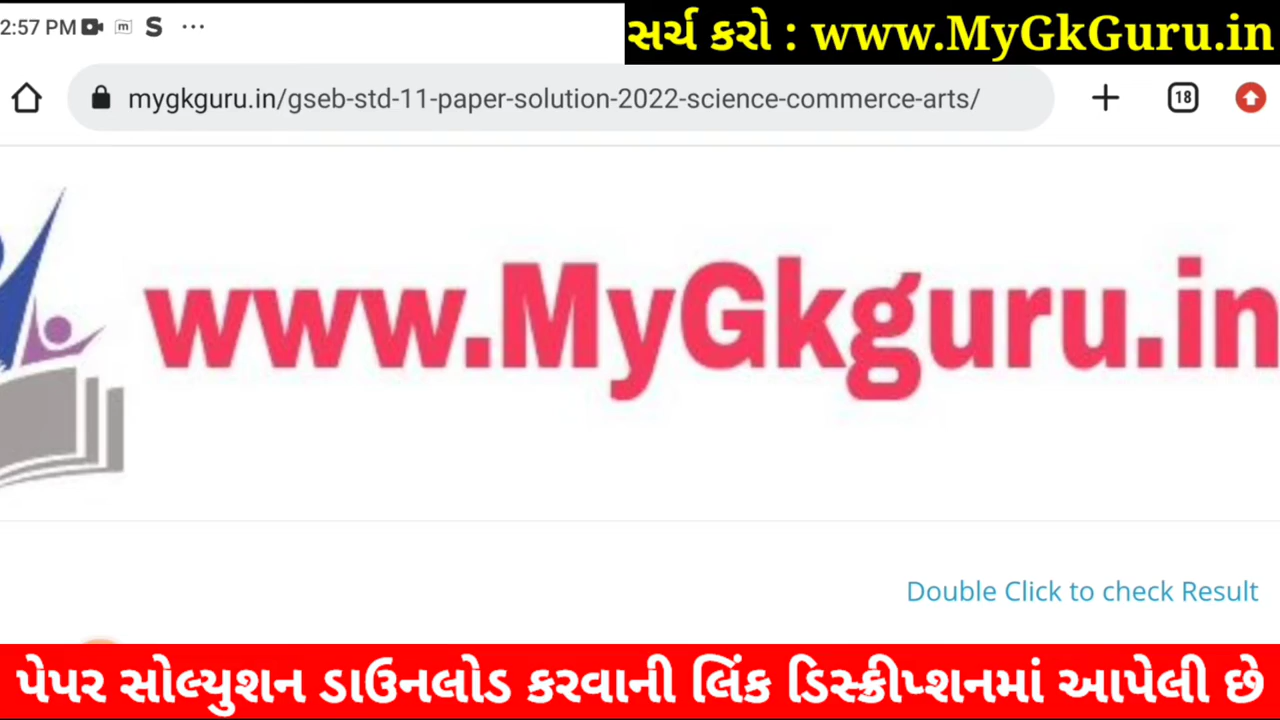 2:57 PM m S ...
સર્ચ કરો : www.MyGkGuru.in
mygkguru.in/gseb-std-11-paper-solution-2022-science-commerce-arts/
18
www.MyGkguru.in
Double Click to check Result
પેપર સોલ્યુશન ડાઉનલોડ કરવાની લિંક ડિસ્ક્રીપ્શનમાં આપેલી છે